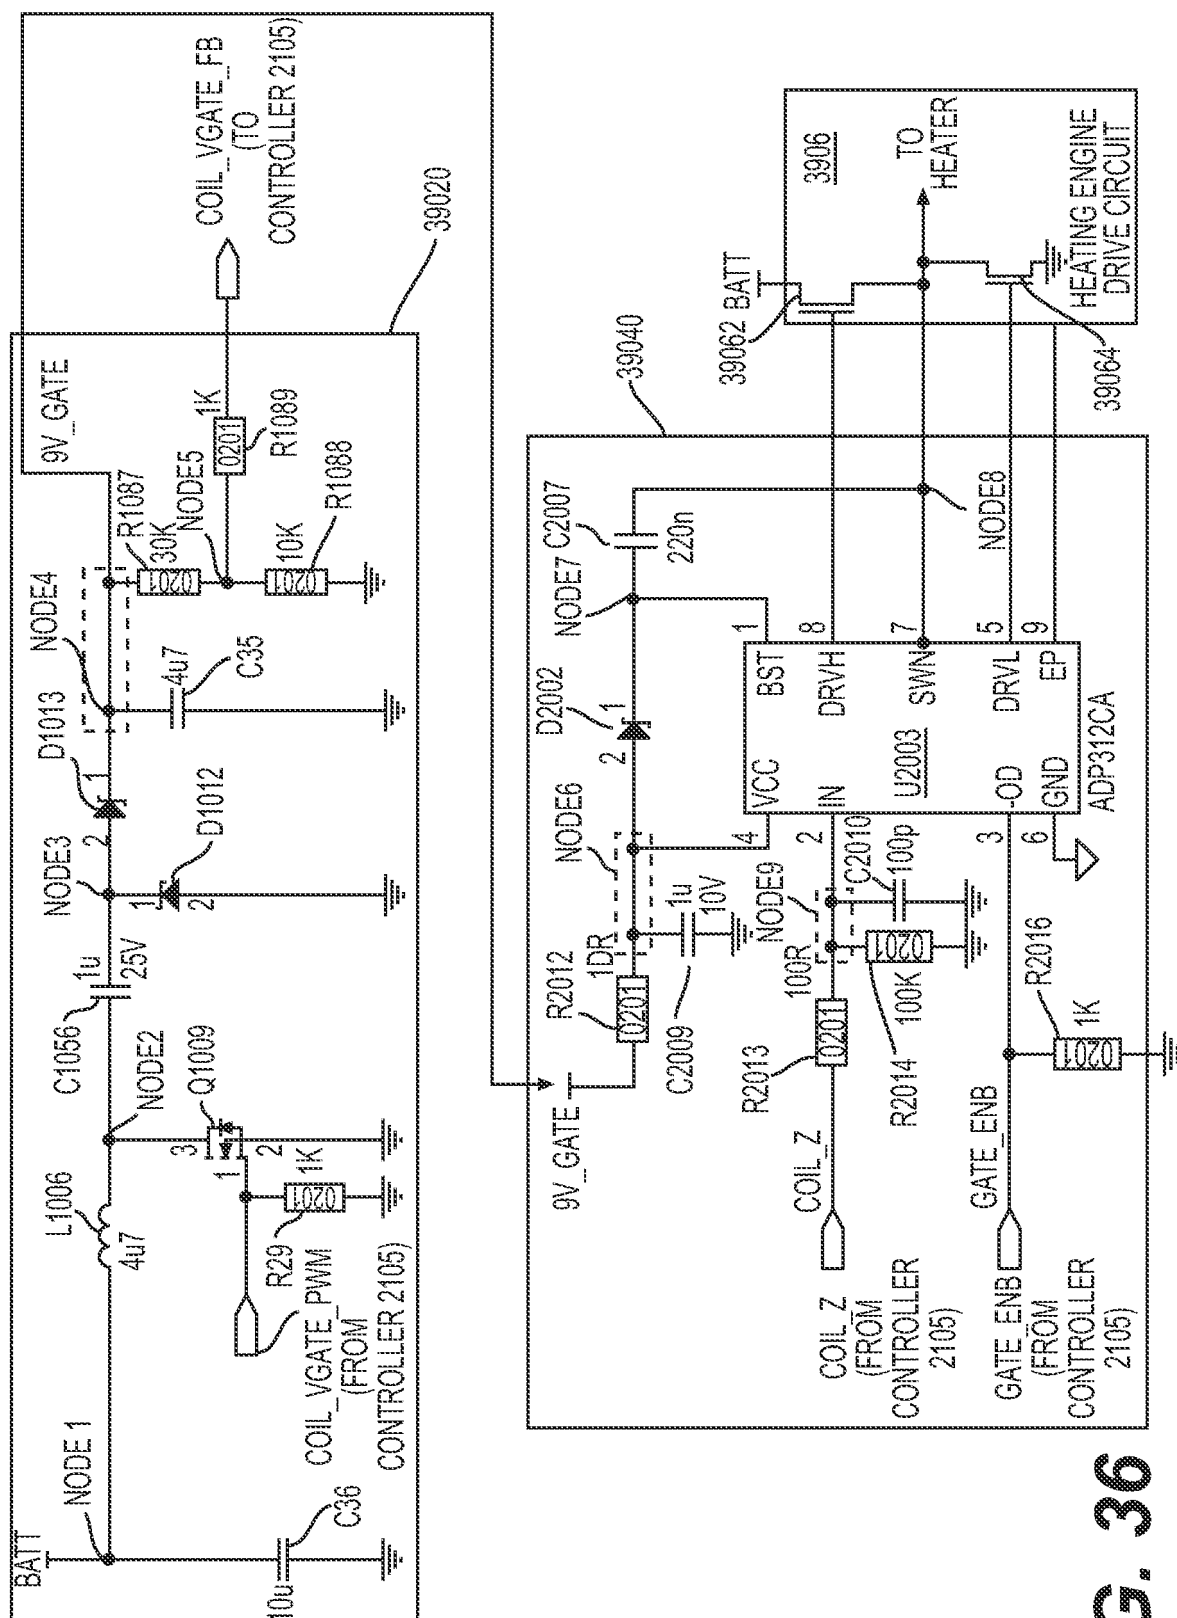 BATT
NODE 1
10u
C36
L1006
4u7
NODE2
Q1009
3
1
2
1K
0201
R29
COIL_VGATE_PWM
(FROM
CONTROLLER 2105)
C1056
1u
25V
NODE3
1
2
D1012
2
1
D1013
NODE4
4u7
C35
9V_GATE
R1087
30K
0201
NODE5
10K
0201
R1088
1K
0201
R1089
COIL_VGATE_FB
(TO
CONTROLLER 2105)
39020
9V_GATE
R2012
0201
1DR
C2009
1u
10V
NODE6
2
1
D2002
NODE7
C2007
220n
39040
COIL_Z
(FROM
CONTROLLER
2105)
COIL_Z
R2013
0201
100R
NODE9
R2014
0201
100K
C2010
100p
GATE_ENB
(FROM
CONTROLLER
2105)
GATE_ENB
0201
1K
R2016
4
VCC
2
IN
3
-OD
6
GND
U2003
ADP312CA
BST
1
DRVH
8
SWN
7
DRVL
5
EP
9
NODE8
39062
BATT
39064
3906
TO
HEATER
HEATING ENGINE
DRIVE CIRCUIT
G. 36